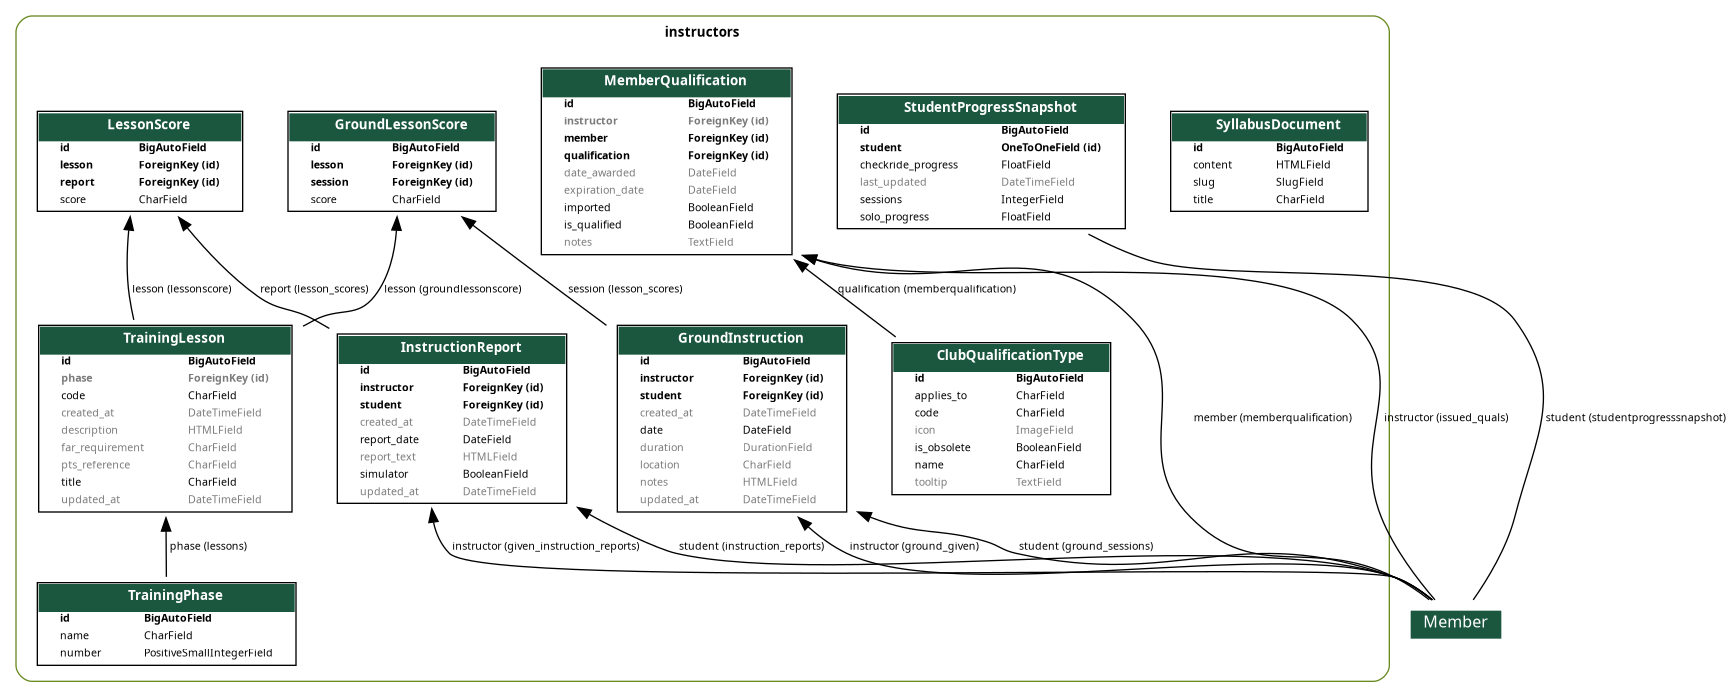 instructors
LessonScore
id BigAutoField
lesson ForeignKey (id)
report ForeignKey (id)
score CharField
GroundLessonScore
id BigAutoField
lesson ForeignKey (id)
session ForeignKey (id)
score CharField
MemberQualification
id BigAutoField
instructor ForeignKey (id)
member ForeignKey (id)
qualification ForeignKey (id)
date_awarded DateField
expiration_date DateField
imported BooleanField
is_qualified BooleanField
notes TextField
StudentProgressSnapshot
id BigAutoField
student OneToOneField (id)
checkride_progress FloatField
last_updated DateTimeField
sessions IntegerField
solo_progress FloatField
SyllabusDocument
id BigAutoField
content HTMLField
slug SlugField
title CharField
lesson (lessonscore)
report (lesson_scores)
lesson (groundlessonscore)
session (lesson_scores)
qualification (memberqualification)
TrainingLesson
id BigAutoField
phase ForeignKey (id)
code CharField
created_at DateTimeField
description HTMLField
far_requirement CharField
pts_reference CharField
title CharField
updated_at DateTimeField
InstructionReport
id BigAutoField
instructor ForeignKey (id)
student ForeignKey (id)
created_at DateTimeField
report_date DateField
report_text HTMLField
simulator BooleanField
updated_at DateTimeField
GroundInstruction
id BigAutoField
instructor ForeignKey (id)
student ForeignKey (id)
created_at DateTimeField
date DateField
duration DurationField
location CharField
notes HTMLField
updated_at DateTimeField
ClubQualificationType
id BigAutoField
applies_to CharField
code CharField
icon ImageField
is_obsolete BooleanField
name CharField
tooltip TextField
member (memberqualification)
instructor (issued_quals)
student (studentprogresssnapshot)
phase (lessons)
instructor (given_instruction_reports)
student (instruction_reports)
instructor (ground_given)
student (ground_sessions)
TrainingPhase
id BigAutoField
name CharField
number PositiveSmallIntegerField
Member